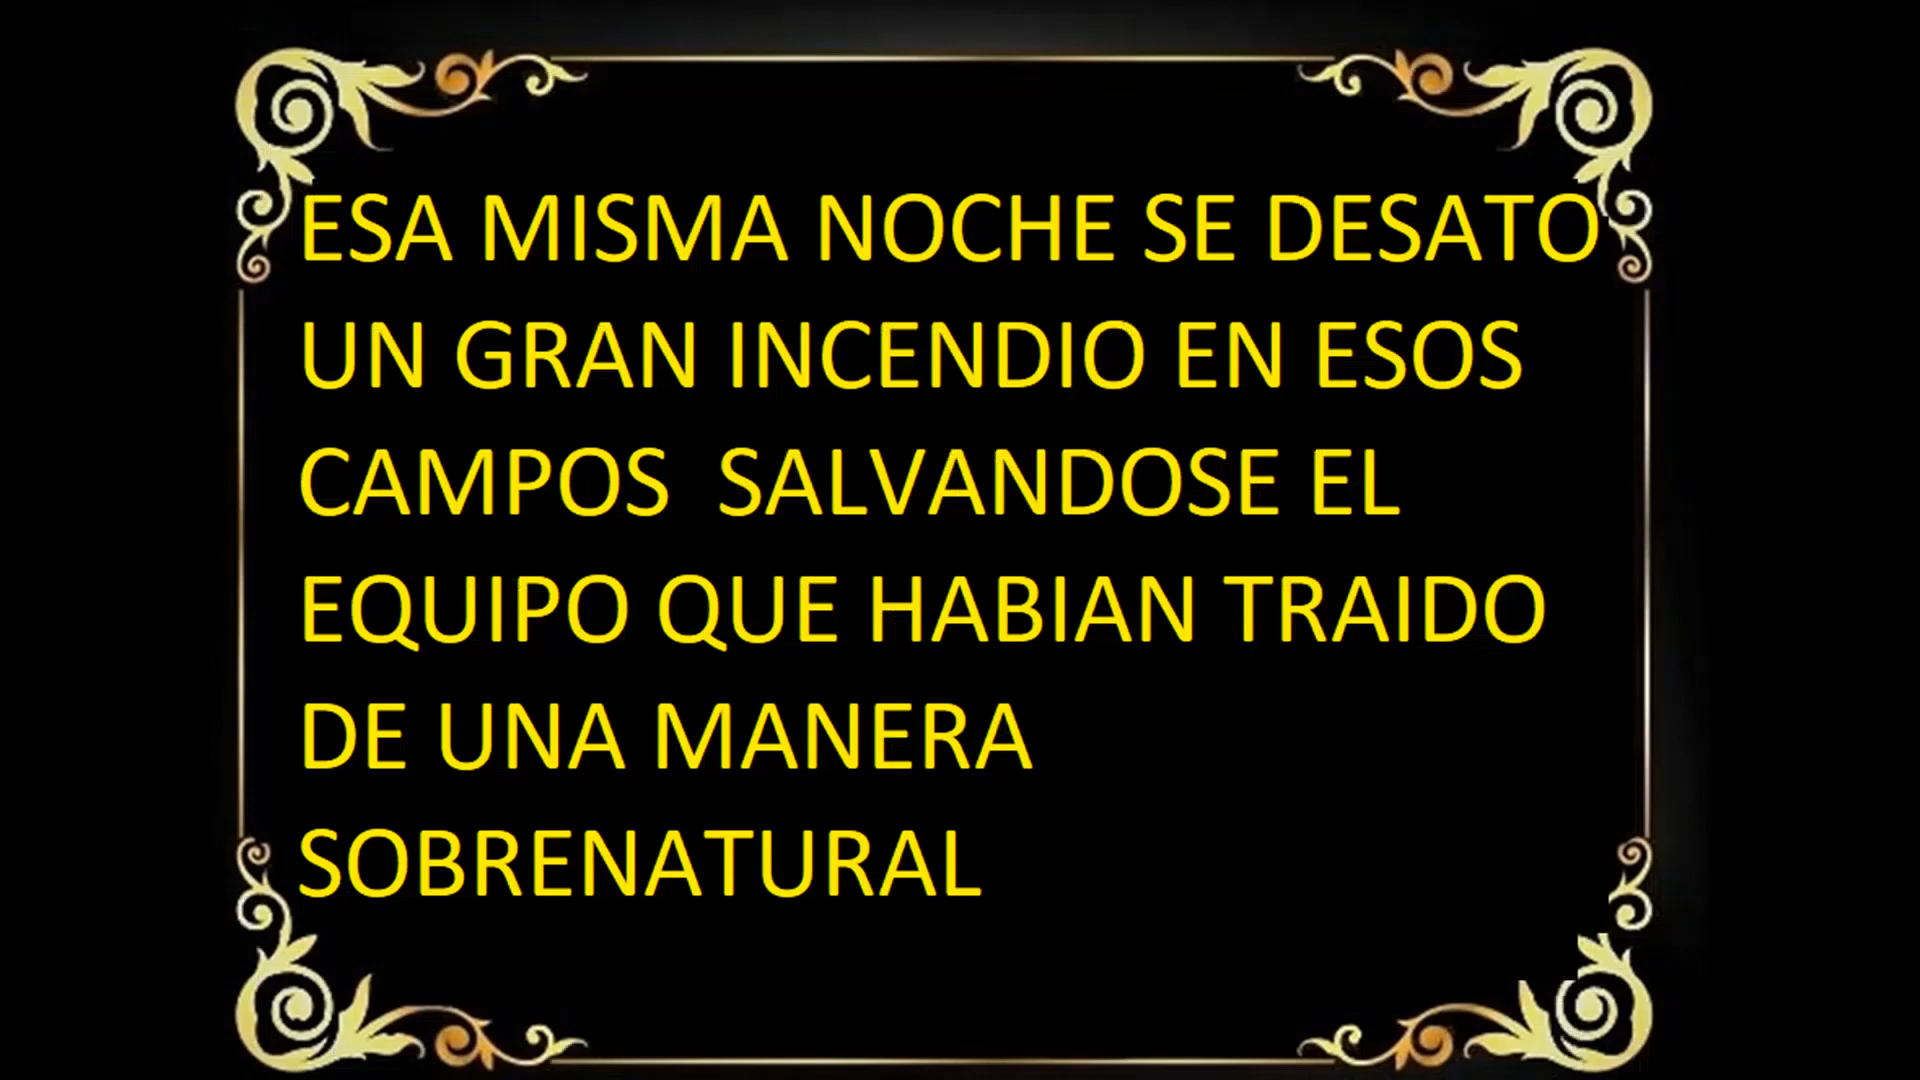 ESA MISMA NOCHE SE DESATO
UN GRAN INCENDIO EN ESOS
CAMPOS  SALVANDOSE EL
EQUIPO QUE HABIAN TRAIDO
DE UNA MANERA
SOBRENATURAL